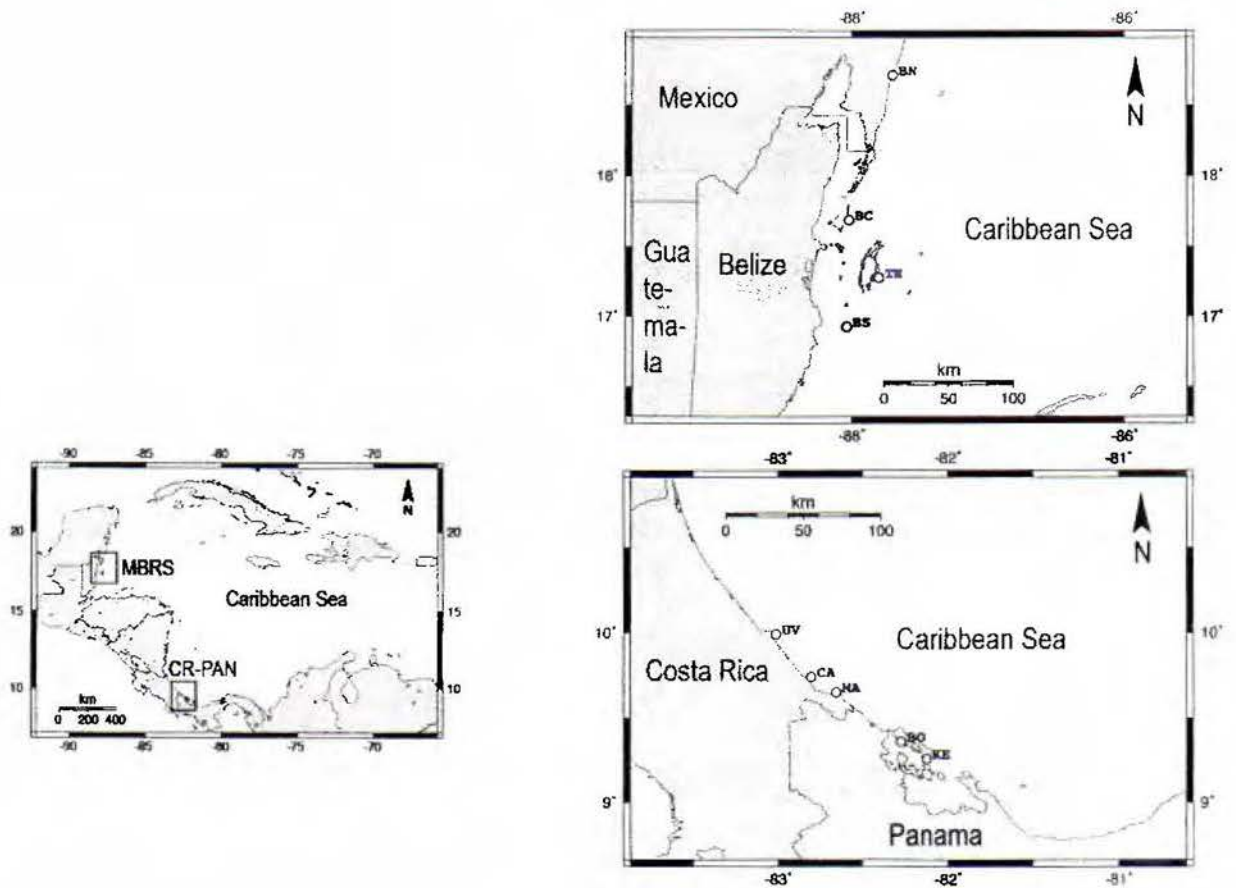 -88 -86
BN
Mexico
N
18° 18°
BC
Caribbean Sea
Gua
te-
ma-
la
Belize
TE
BS
17° 17°
km
0 50 100
-88 -86
-90 -85 -80 -75 -70
N
20 20
MBRS
Caribbean Sea
15 15
CR-PAN
10 10
km
0 200 400
-90 -85 -80 -75 -70
-83 -82 -81
km
0 50 100
N
10° 10°
UV
Caribbean Sea
Costa Rica
CA
MA
BO
KE
9° 9°
Panama
-83° -82° -81°